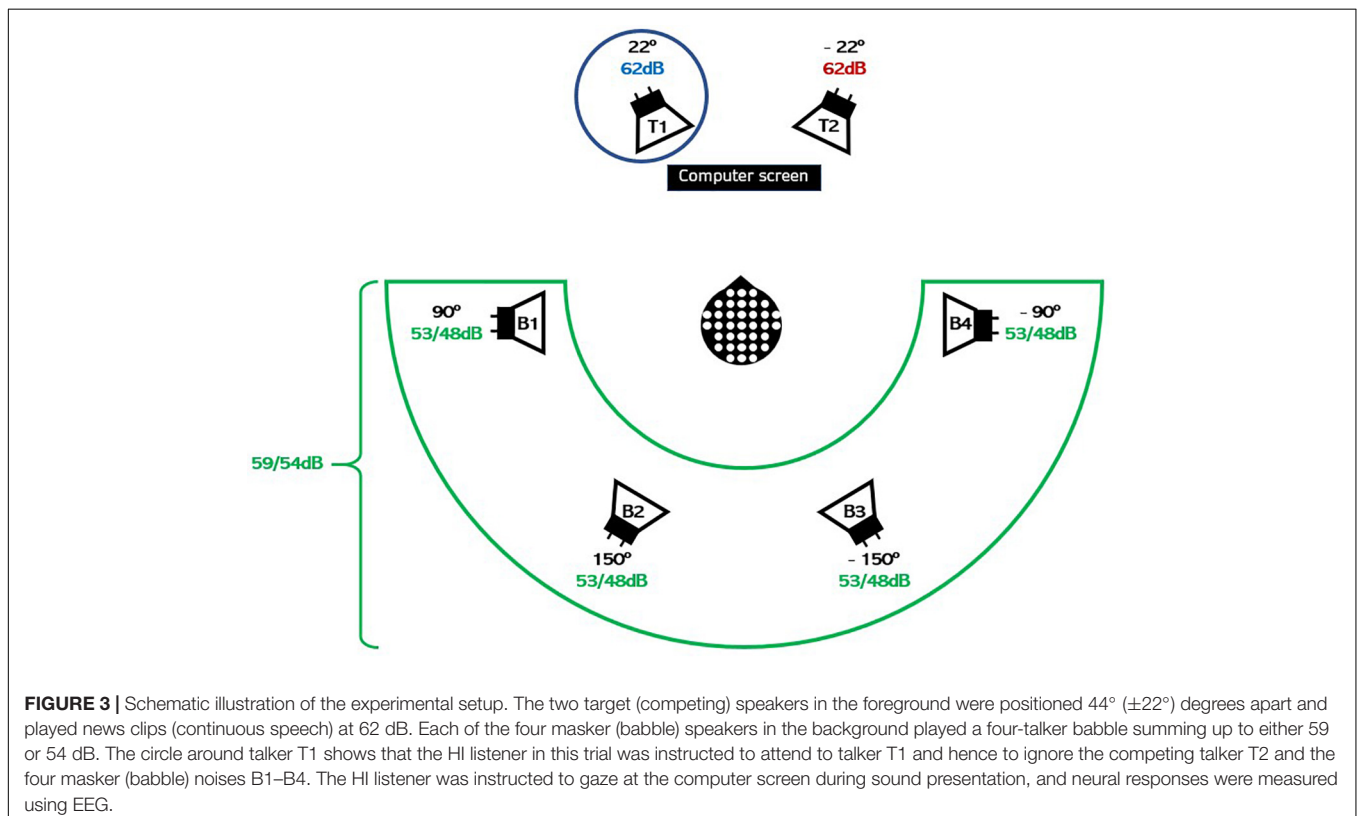 22º
62dB
- 22º
62dB
T1
T2
Computer screen
90º
53/48dB
B1
B4
- 90º
53/48dB
59/54dB
B2
B3
150º
53/48dB
- 150º
53/48dB
FIGURE 3 | Schematic illustration of the experimental setup. The two target (competing) speakers in the foreground were positioned 44° (±22°) degrees apart and
played news clips (continuous speech) at 62 dB. Each of the four masker (babble) speakers in the background played a four-talker babble summing up to either 59
or 54 dB. The circle around talker T1 shows that the HI listener in this trial was instructed to attend to talker T1 and hence to ignore the competing talker T2 and the
four masker (babble) noises B1–B4. The HI listener was instructed to gaze at the computer screen during sound presentation, and neural responses were measured
using EEG.